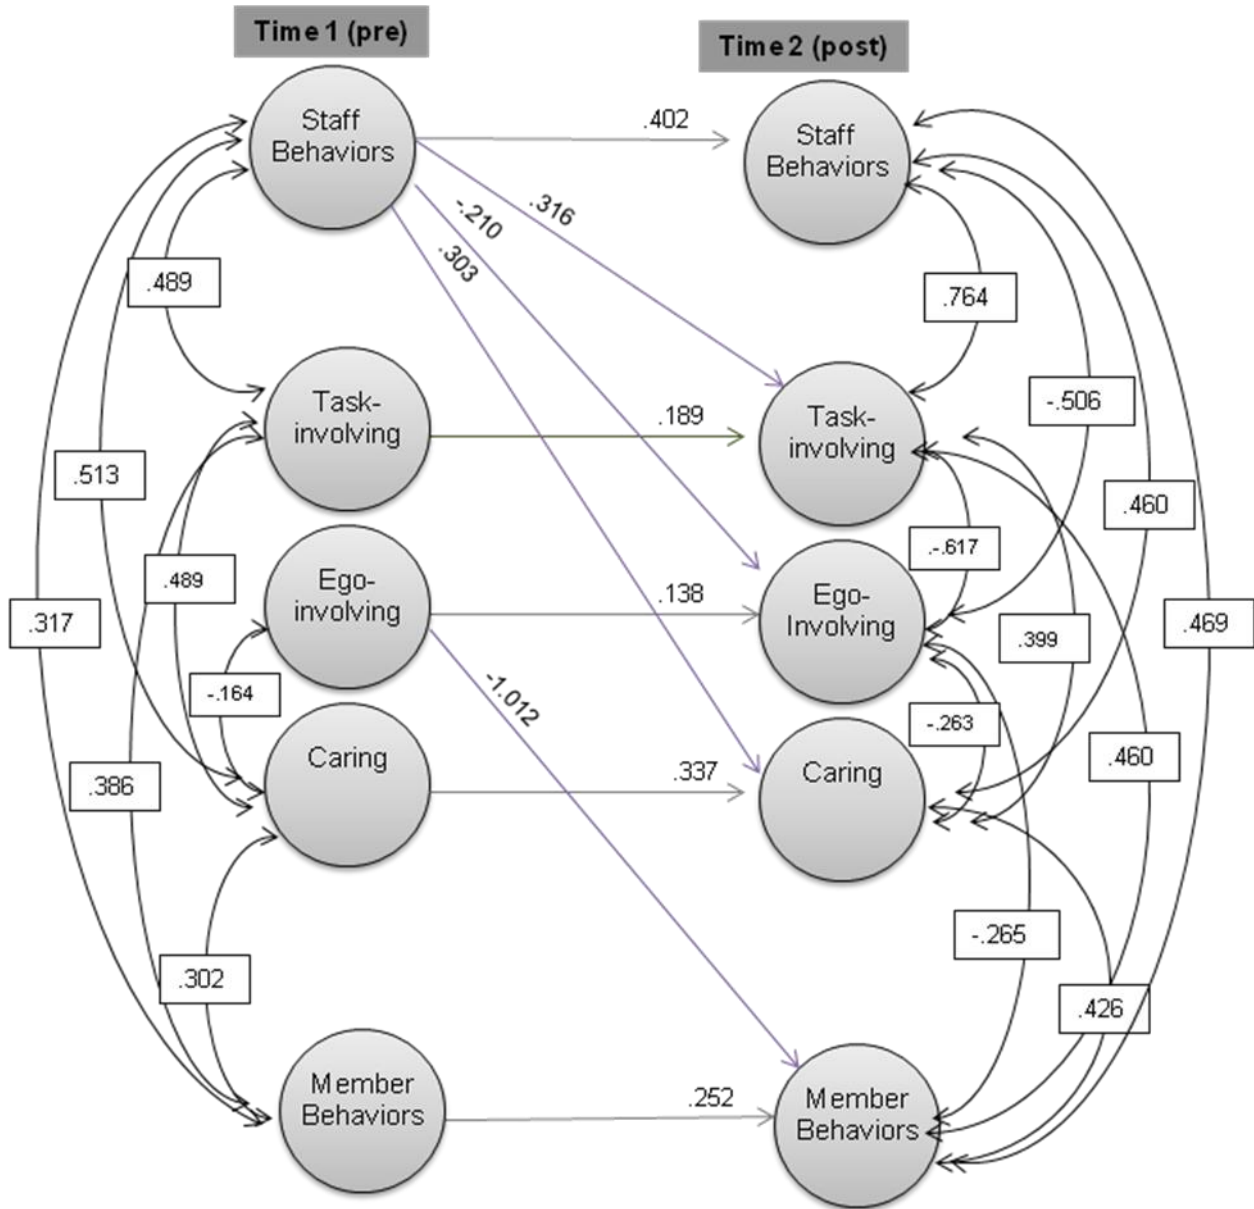 Time 1 (pre)
Time 2 (post)
Staff
Behaviors
.402
Staff
Behaviors
.316
-.210
.303
.489
.764
Task-
involving
.189
Task-
involving
-.506
.513
.460
.489
.-.617
Ego-
involving
.138
Ego-
Involving
.317
.399
.469
-.164
-1.012
-.263
Caring
.337
Caring
.386
.460
-.265
.302
.426
Member
Behaviors
.252
Member
Behaviors